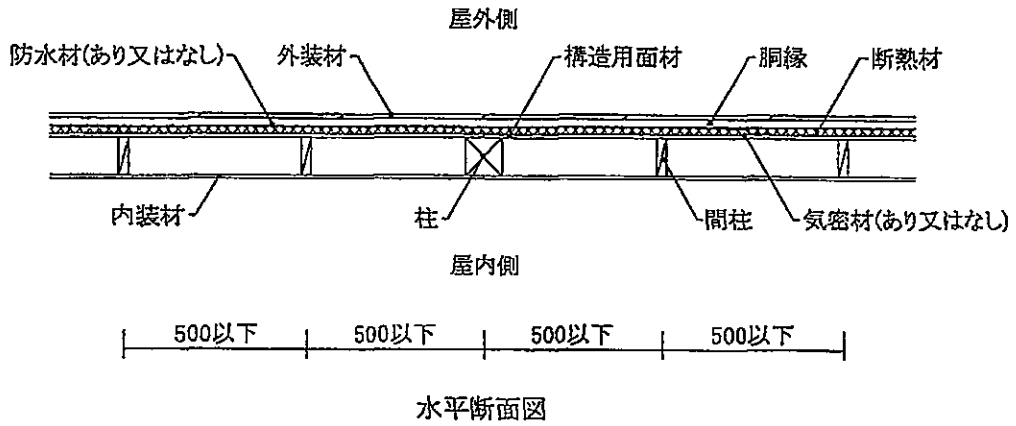 屋外側
防水材(あり又はなし)
外装材
構造用面材
胴縁
断熱材
内装材
柱
間柱
気密材(あり又はなし)
屋内側
500以下
500以下
500以下
500以下
水平断面図